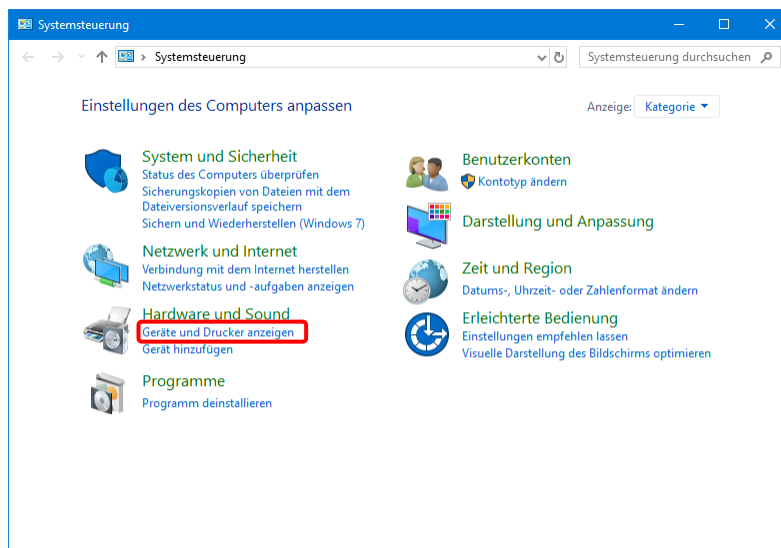 Systemsteuerung
Systemsteuerung
Systemsteuerung durchsuchen
Einstellungen des Computers anpassen
Anzeige: Kategorie
System und Sicherheit
Status des Computers überprüfen
Sicherungskopien von Dateien mit dem
Dateiversionsverlauf speichern
Sichern und Wiederherstellen (Windows 7)
Netzwerk und Internet
Verbindung mit dem Internet herstellen
Netzwerkstatus und -aufgaben anzeigen
Hardware und Sound
Geräte und Drucker anzeigen
Gerät hinzufügen
Programme
Programm deinstallieren
Benutzerkonten
Kontotyp ändern
Darstellung und Anpassung
Zeit und Region
Datums-, Uhrzeit- oder Zahlenformat ändern
Erleichterte Bedienung
Einstellungen empfehlen lassen
Visuelle Darstellung des Bildschirms optimieren